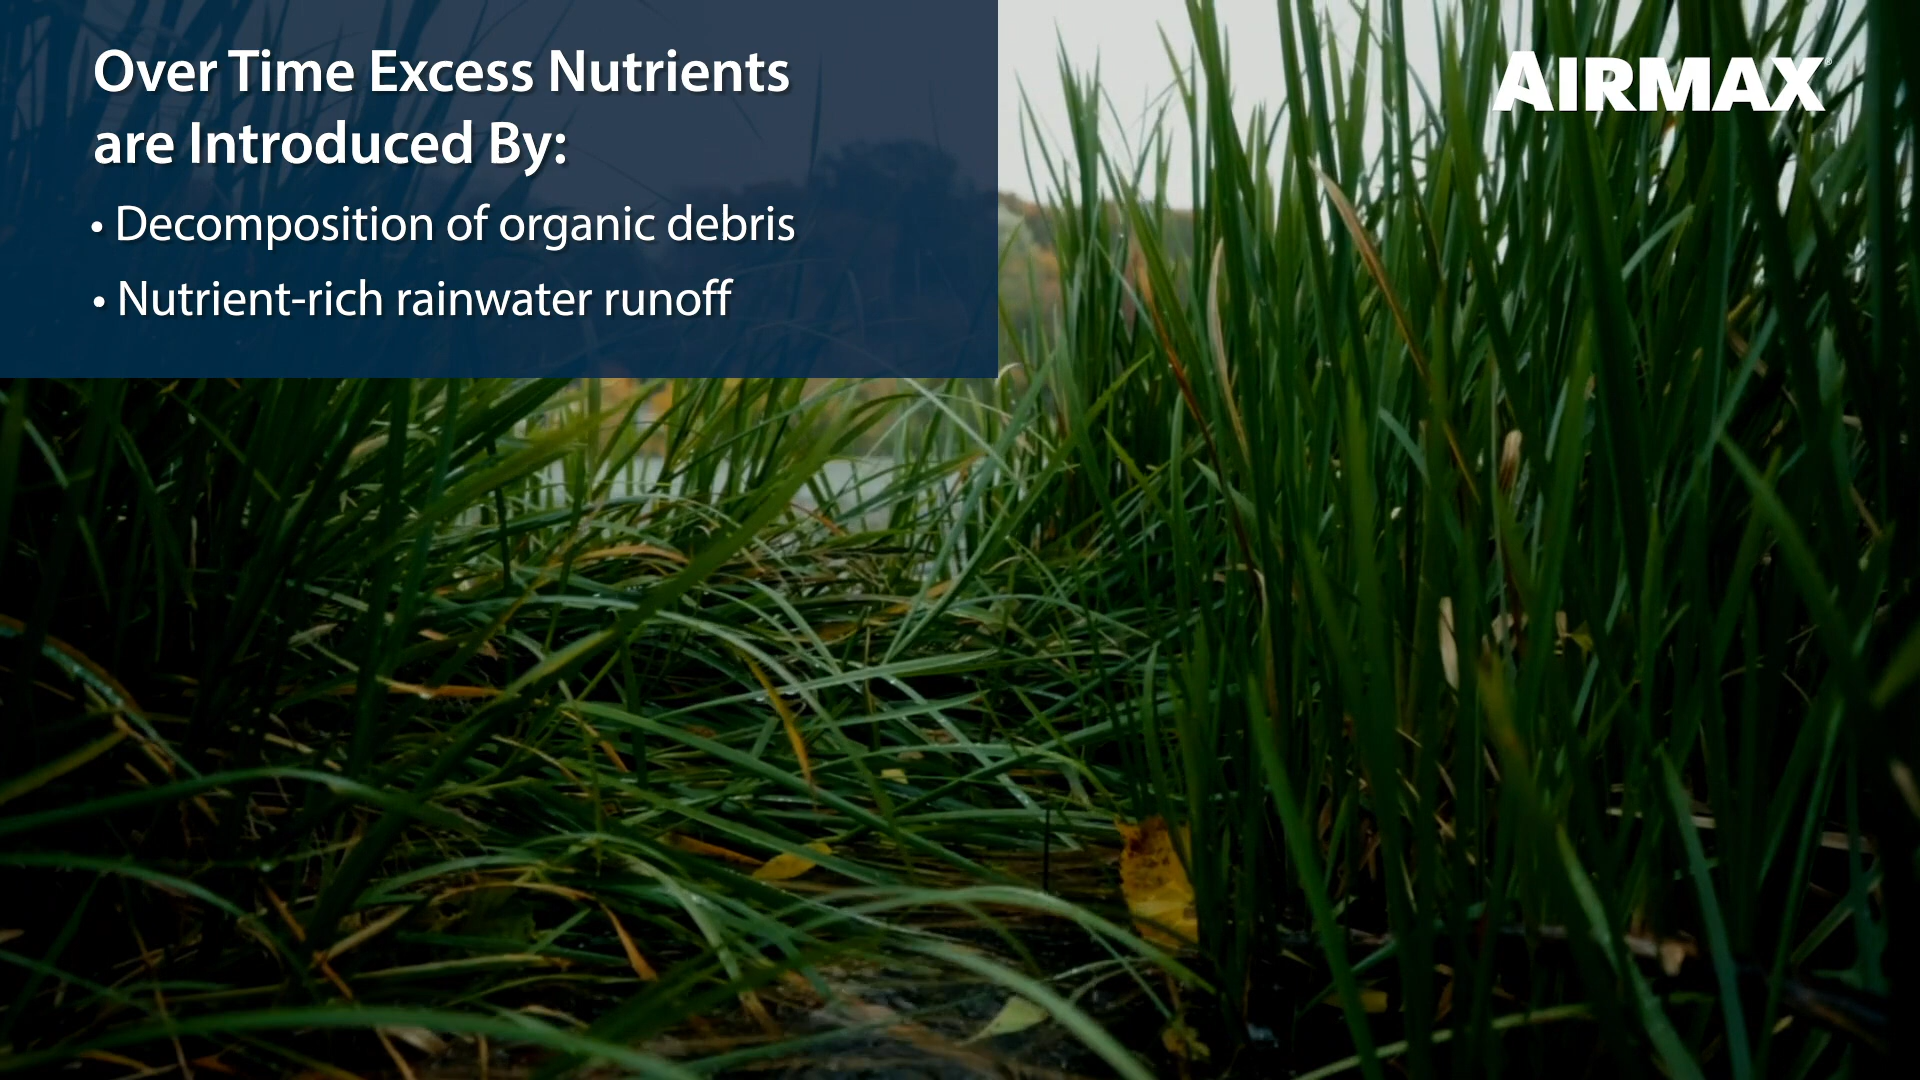 Over Time Excess Nutrients
are Introduced By:
• Decomposition of organic debris
• Nutrient-rich rainwater runoff
AIRMAX®